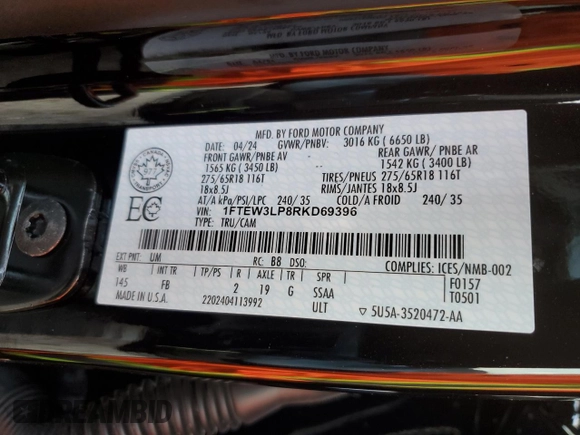 MFD. BY FORD MOTOR COMPANY
DATE: 04/24 GVWR/PNBV: 3016 KG ( 6650 LB)
FRONT GAWR/PNBE AV REAR GAWR/PNBE AR
1565 KG ( 3450 LB) 1542 KG ( 3400 LB)
275/65R18 116T TIRES/PNEUS 275/65R18 116T
18x8.5J RIMS/JANTES 18x8.5J
AT/A kPa/PSI/LPC 240/ 35 COLD/A FROID 240/ 35
VIN: 1FTEW3LP8RKD69396
TYPE: TRU/CAM
EC
EXT PNT: UM RC: B8 DSO: COMPLIES: ICES/NMB-002
WB INT TR TP/PS R AXLE TR SPR F0157
145 FB 2 19 G SSAA T0501
MADE IN U.S.A. 2202404113992 ULT 5U5A-3520472-AA
DREAMBID